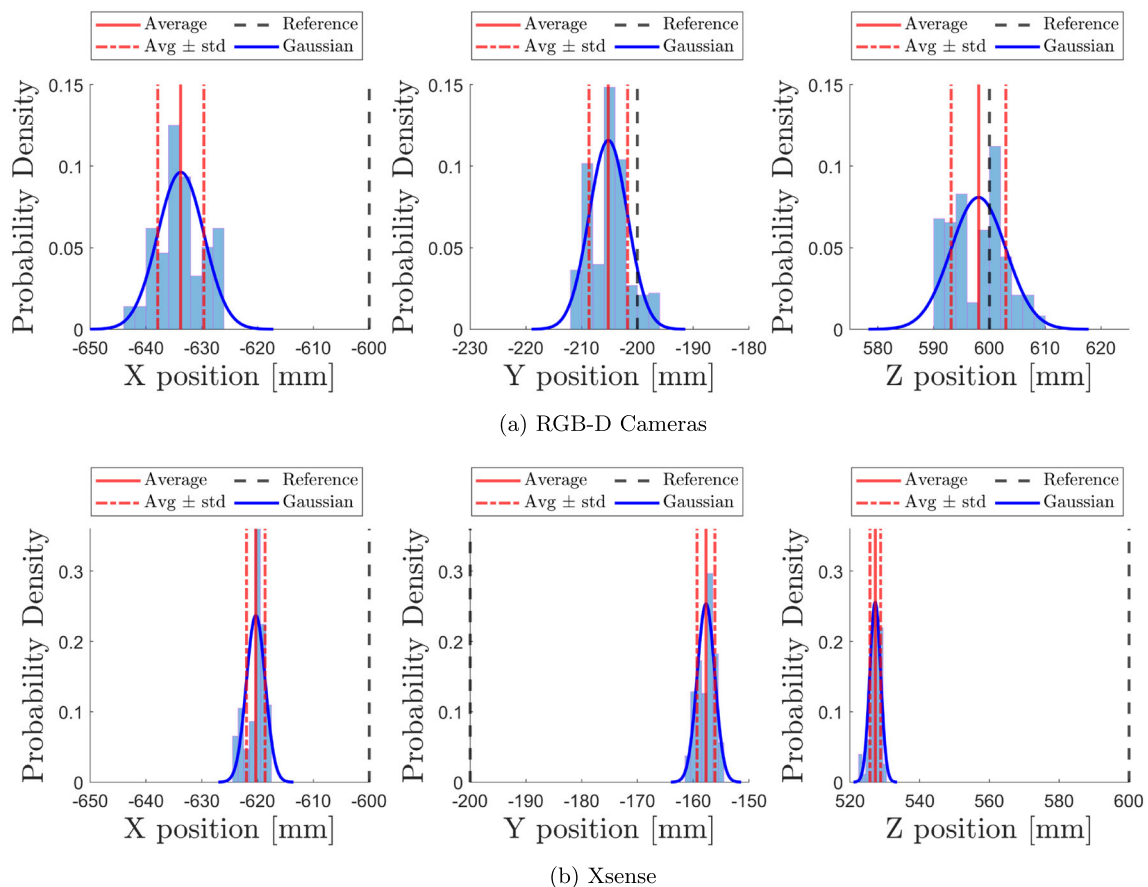 Average Reference
Avg ± std Gaussian
Average Reference
Avg ± std Gaussian
Average Reference
Avg ± std Gaussian
Probability Density
0.15
0.1
0.05
0
-650 -640 -630 -620 -610 -600
X position [mm]
Probability Density
0.15
0.1
0.05
0
-230 -220 -210 -200 -190 -180
Y position [mm]
Probability Density
0.15
0.1
0.05
0
580 590 600 610 620
Z position [mm]
(a) RGB-D Cameras
Average Reference
Avg ± std Gaussian
Average Reference
Avg ± std Gaussian
Average Reference
Avg ± std Gaussian
Probability Density
0.3
0.2
0.1
0
-650 -640 -630 -620 -610 -600
X position [mm]
Probability Density
0.3
0.2
0.1
0
-200 -190 -180 -170 -160 -150
Y position [mm]
Probability Density
0.3
0.2
0.1
0
520 540 560 580 600
Z position [mm]
(b) Xsense